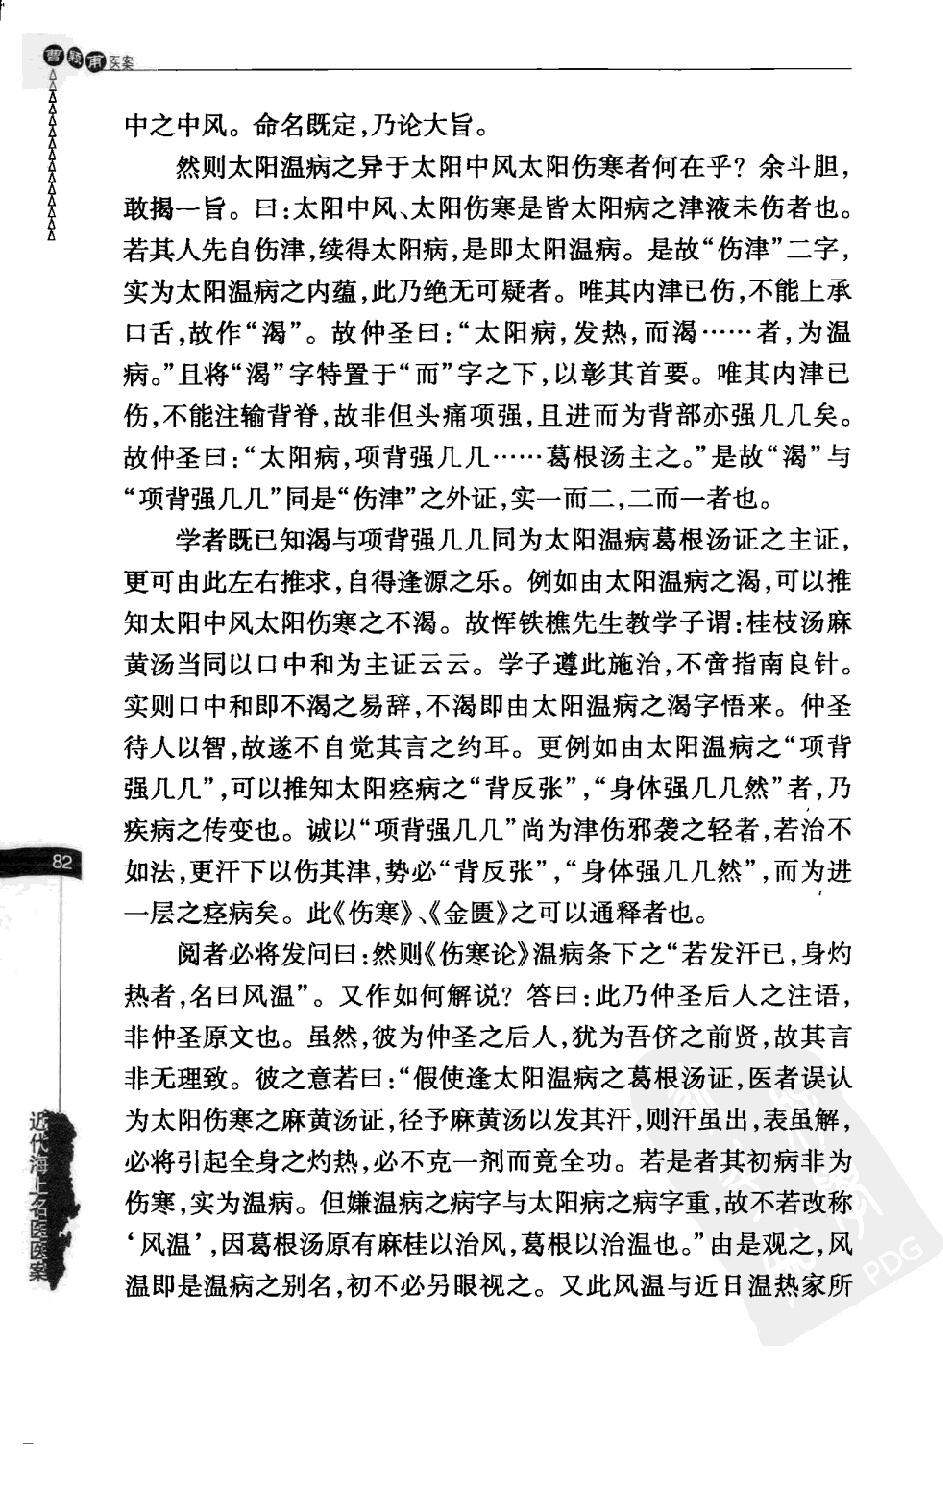 曹颖甫医案
中之中风。命名既定,乃论大旨。
然则太阳温病之异于太阳中风太阳伤寒者何在乎?余斗胆,
敢揭一旨。曰:太阳中风、太阳伤寒是皆太阳病之津液未伤者也。
若其人先自伤津,续得太阳病,是即太阳温病。是故“伤津”二字,
实为太阳温病之内蕴,此乃绝无可疑者。唯其内津已伤,不能上承
口舌,故作“渴”。故仲圣曰:“太阳病,发热,而渴……者,为温
病。”且将“渴”字特置于“而”字之下,以彰其首要。唯其内津已
伤,不能注输背脊,故非但头痛项强,且进而为背部亦强几几矣。
故仲圣曰:“太阳病,项背强几几……葛根汤主之。”是故“渴”与
“项背强几几”同是“伤津”之外证,实一而二,二而一者也。
学者既已知渴与项背强几几同为太阳温病葛根汤证之主证,
更可由此左右推求,自得逢源之乐。例如由太阳温病之渴,可以推
知太阳中风太阳伤寒之不渴。故恽铁樵先生教学子谓:桂枝汤麻
黄汤当同以口中和为主证云云。学子遵此施治,不啻指南良针。
实则口中和即不渴之易辞,不渴即由太阳温病之渴字悟来。仲圣
待人以智,故遂不自觉其言之约耳。更例如由太阳温病之“项背
强几几”,可以推知太阳痉病之“背反张”,“身体强几几然”者,乃
疾病之传变也。诚以“项背强几几”尚为津伤邪袭之轻者,若治不
如法,更汗下以伤其津,势必“背反张”,“身体强几几然”,而为进
一层之痉病矣。此《伤寒》、《金匮》之可以通释者也。
阅者必将发问曰:然则《伤寒论》温病条下之“若发汗已,身灼
热者,名曰风温”。又作如何解说?答曰:此乃仲圣后人之注语,
非仲圣原文也。虽然,彼为仲圣之后人,犹为吾侪之前贤,故其言
非无理致。彼之意若曰:“假使逢太阳温病之葛根汤证,医者误认
为太阳伤寒之麻黄汤证,径予麻黄汤以发其汗,则汗虽出,表虽解,
必将引起全身之灼热,必不克一剂而竟全功。若是者其初病非为
伤寒,实为温病。但嫌温病之病字与太阳病之病字重,故不若改称
‘风温’,因葛根汤原有麻桂以治风,葛根以治温也。”由是观之,风
温即是温病之别名,初不必另眼视之。又此风温与近日温热家所
82
近代海上名医医案
PDG